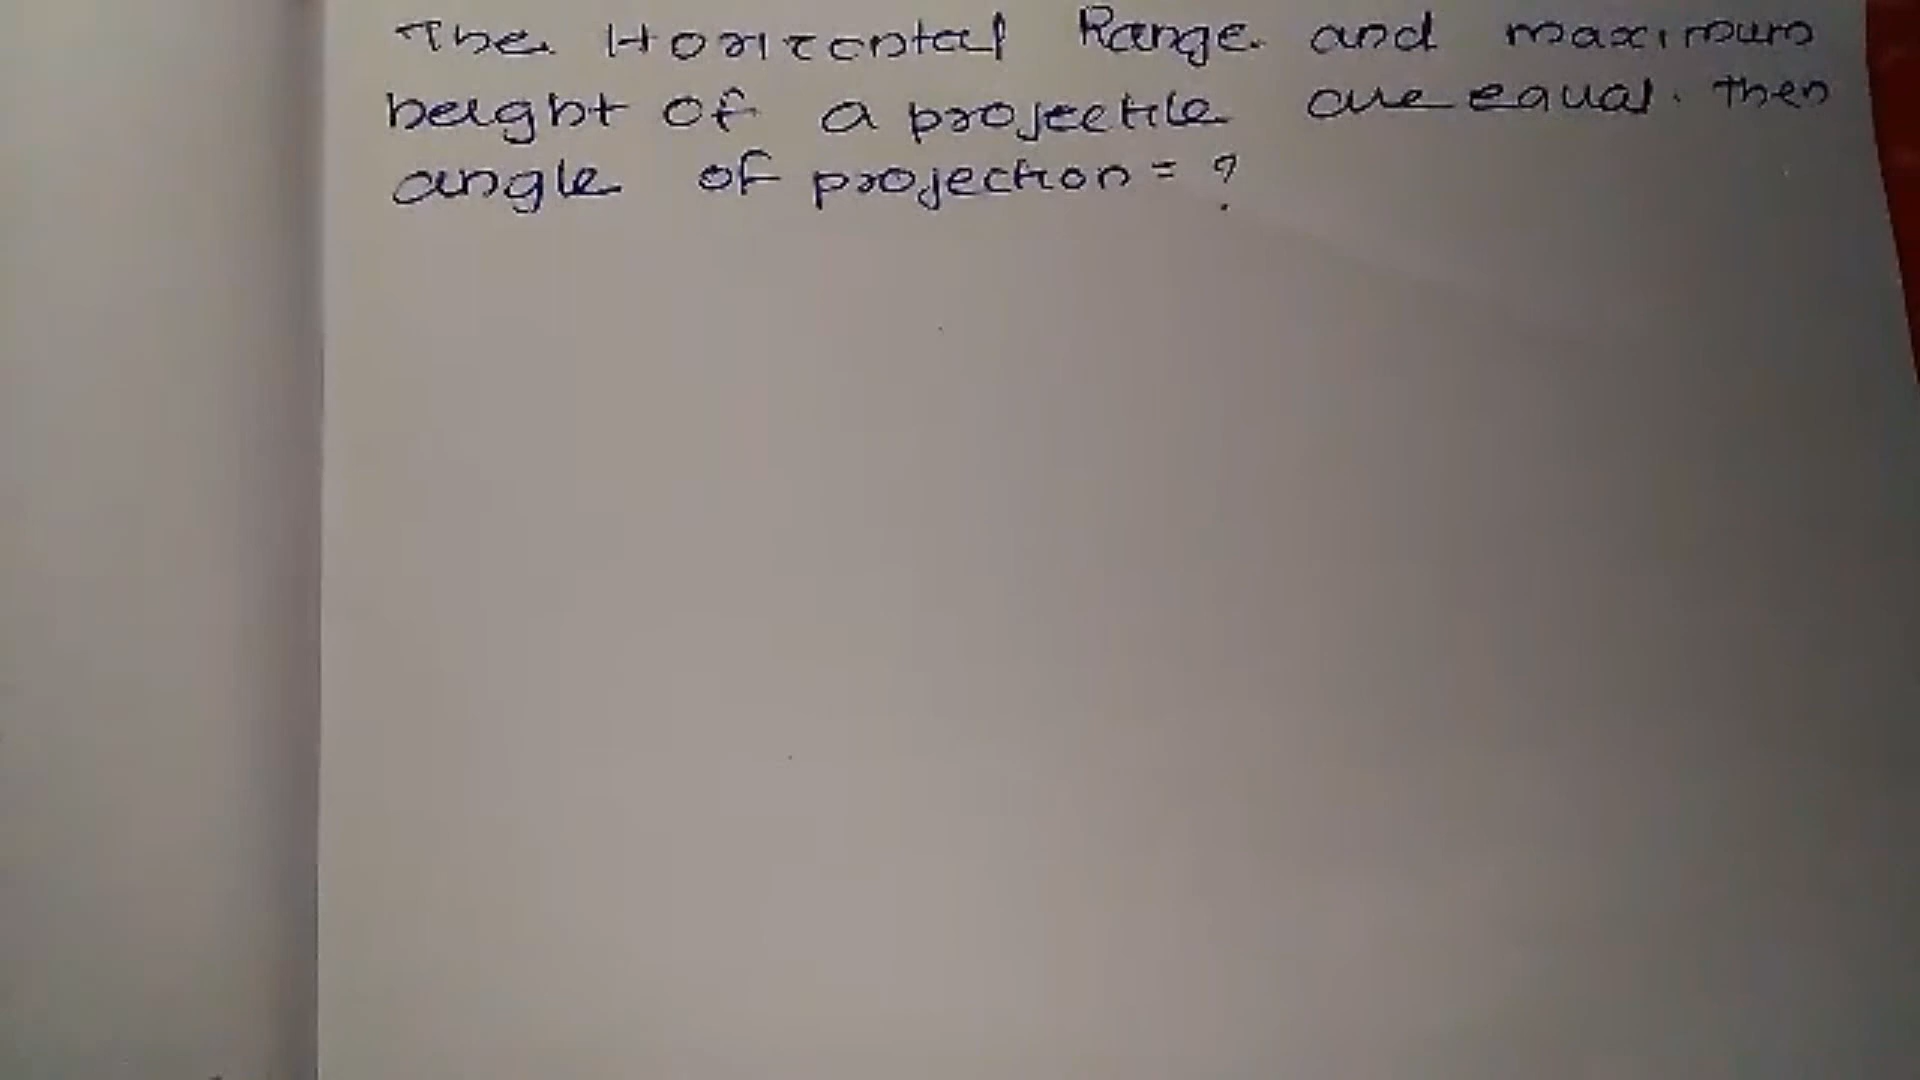 The Horizontal Range and maximum
height of a projectile are equal. then
angle of projection = ?